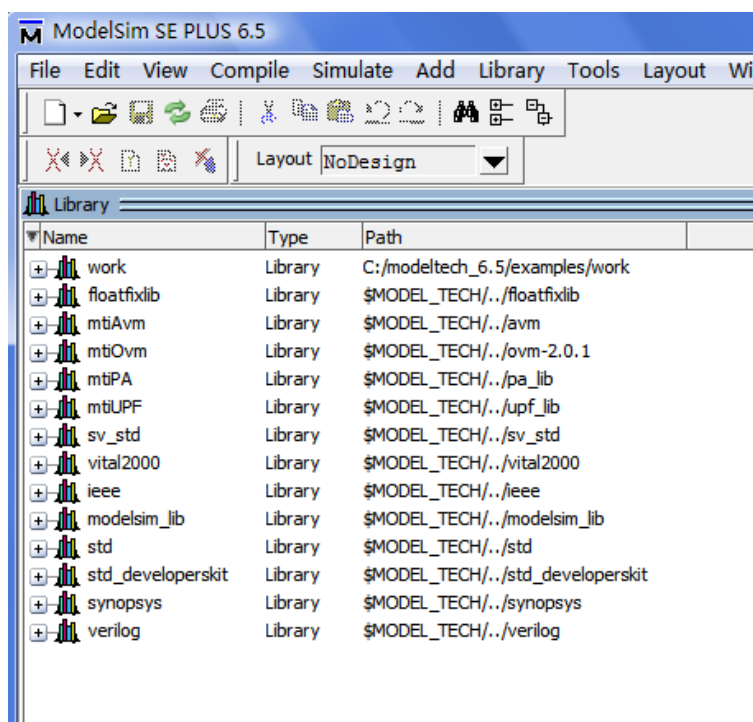 ModelSim SE PLUS 6.5
File Edit View Compile Simulate Add Library Tools Layout Wi
Layout NoDesign
Library
Name Type Path
work Library C:/modeltech_6.5/examples/work
floatfixlib Library $MODEL_TECH/../floatfixlib
mtiAvm Library $MODEL_TECH/../avm
mtiOvm Library $MODEL_TECH/../ovm-2.0.1
mtiPA Library $MODEL_TECH/../pa_lib
mtiUPF Library $MODEL_TECH/../upf_lib
sv_std Library $MODEL_TECH/../sv_std
vital2000 Library $MODEL_TECH/../vital2000
ieee Library $MODEL_TECH/../ieee
modelsim_lib Library $MODEL_TECH/../modelsim_lib
std Library $MODEL_TECH/../std
std_developerskit Library $MODEL_TECH/../std_developerskit
synopsys Library $MODEL_TECH/../synopsys
verilog Library $MODEL_TECH/../verilog